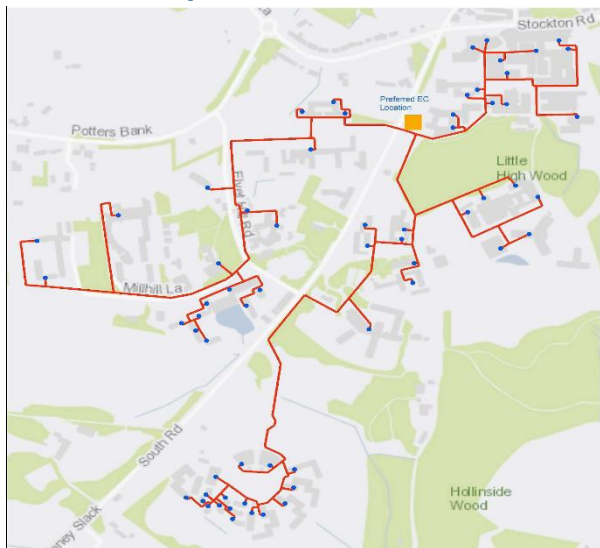 Stockton Rd
Preferred EC
Location
Potters Bank
Little
High Wood
Elvet Hill Rd
Millhill La
South Rd
Hollinside
Wood
ney Slack